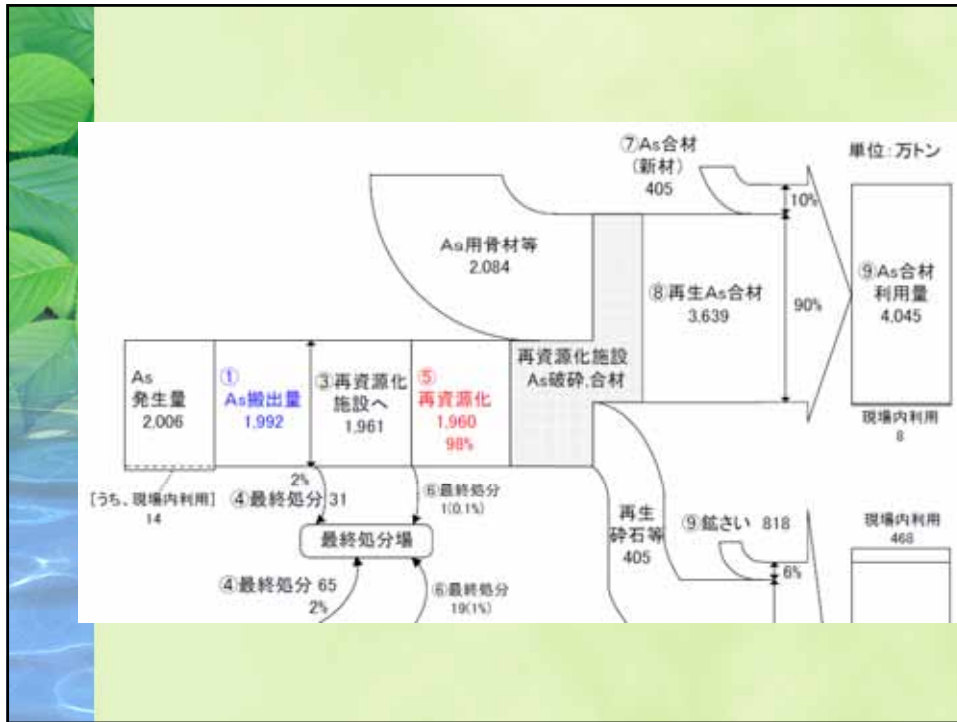 ⑦As合材
(新材)
405
単位:万トン
10%
As用骨材等
2,084
⑧再生As合材
3,639
90%
⑨As合材
利用量
4,045
As
発生量
2,006
①
As搬出量
1,992
③再資源化
施設へ
1,961
⑤
再資源化
1,960
98%
再資源化施設
As破砕,合材
現場内利用
8
[うち、現場内利用]
14
2%
④最終処分 31
⑥最終処分
1(0.1%)
最終処分場
④最終処分 65
2%
⑥最終処分
19(1%)
再生
砕石等
405
⑨鉱さい 818
6%
現場内利用
468